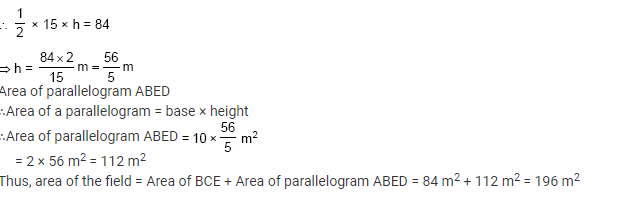 ∴ 1/2 × 15 × h = 84
⇒ h = 84 × 2/15 m = 56/5 m
Area of parallelogram ABED
∴Area of a parallelogram = base × height
∴Area of parallelogram ABED = 10 × 56/5 m²
= 2 × 56 m² = 112 m²
Thus, area of the field = Area of BCE + Area of parallelogram ABED = 84 m² + 112 m² = 196 m²